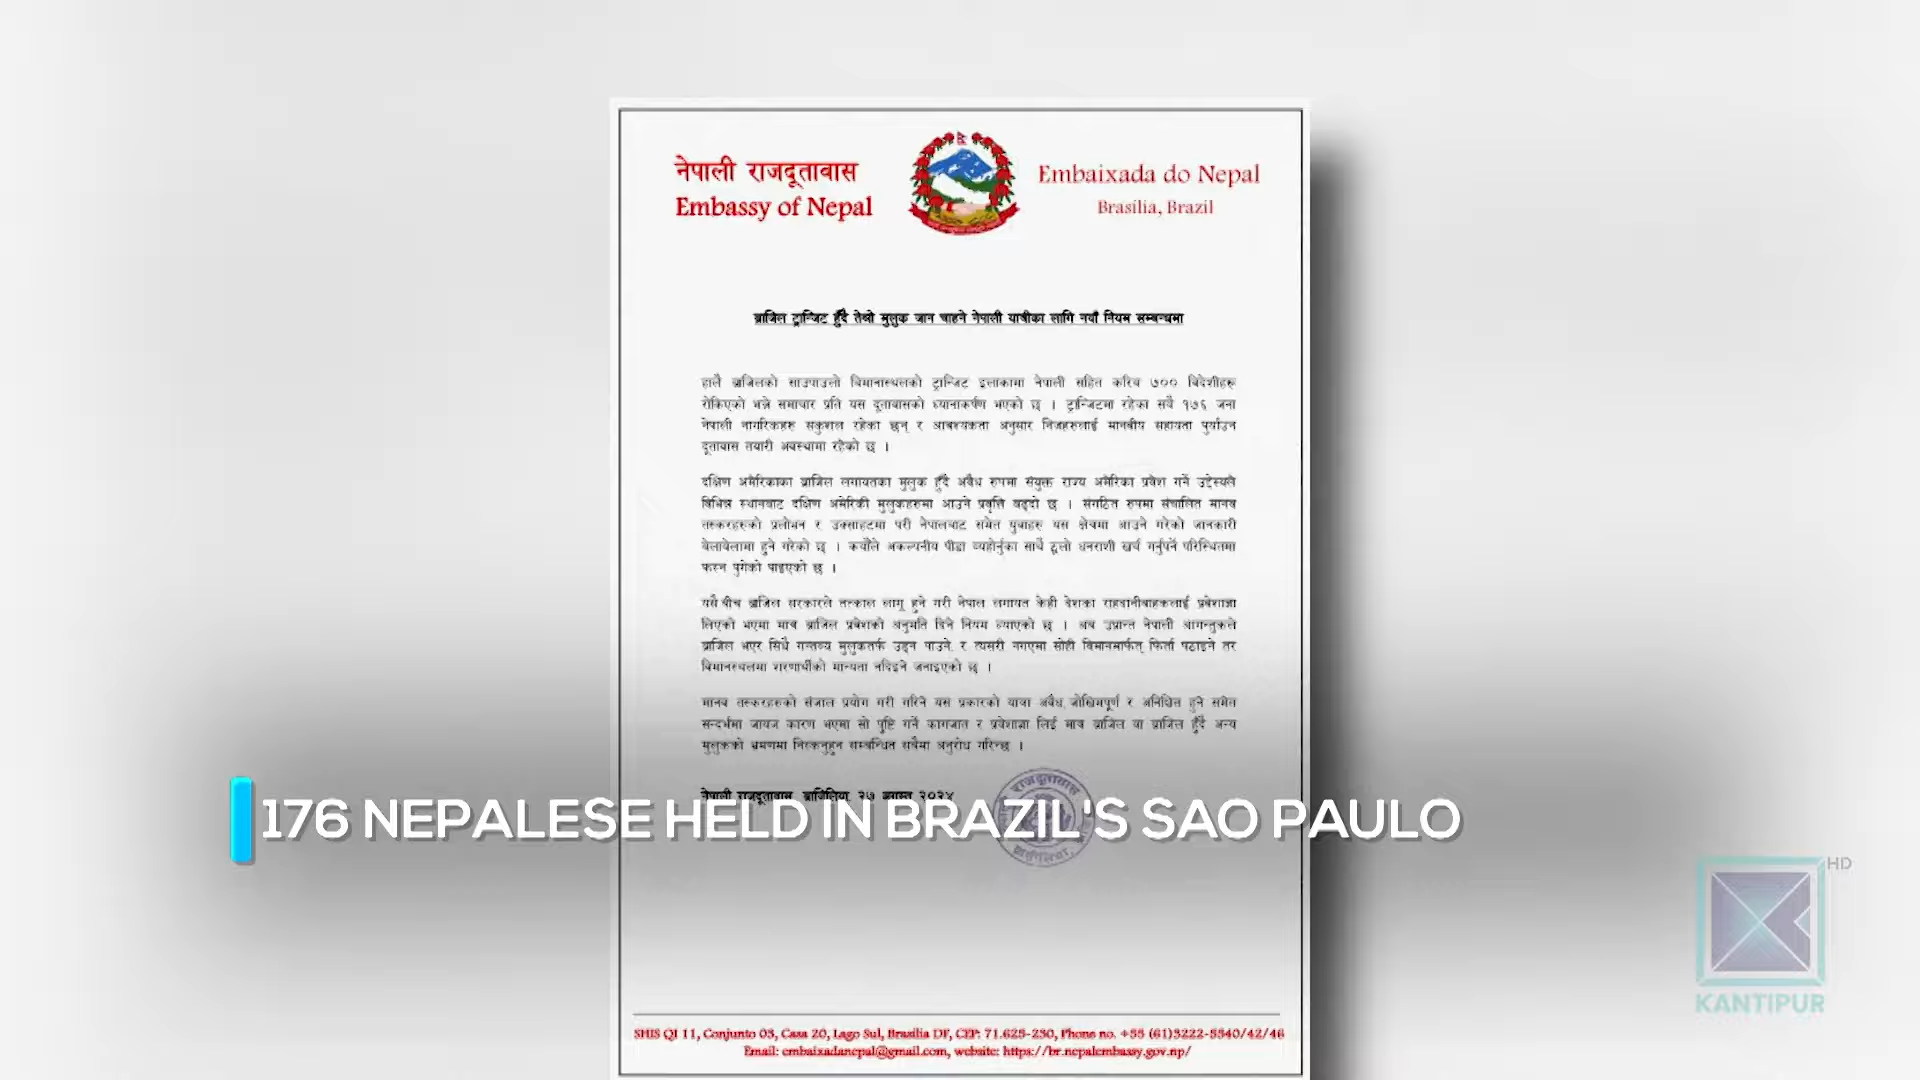 नेपाली राजदूतावास
Embassy of Nepal
Embaixada do Nepal
Brasília, Brazil
ब्राजिल ट्रान्जिट हुँदै तेस्रो मुलुक जान चाहने नेपाली यात्रीका लागि नयाँ नियम सम्बन्धमा
हालै ब्राजिलको साउपाउलो बिमानास्थलको ट्रान्जिट इलाकामा नेपाली सहित करिब ७०० बिदेशीहरु
रोकिएको भन्ने समाचार प्रति यस दूतावासको ध्यानाकर्षण भएको छ । ट्रान्जिटमा रहेका सबै १७६ जना
नेपाली नागरिकहरु सकुशल रहेका छन् र आवश्यकता अनुसार निजहरुलाई मानवीय सहायता पुर्याउन
दूतावास तयारी अवस्थामा रहेको छ ।
दक्षिण अमेरिकाका ब्राजिल लगायतका मुलुक हुँदै अवैध रुपमा संयुक्त राज्य अमेरिका प्रवेश गर्ने उद्देस्यले
बिभिन्न स्थानबाट दक्षिण अमेरिकी मुलुकहरुमा आउने प्रवृत्ति बढ्दो छ । संगठित रुपमा संचालित मानव
तस्करहरुको प्रलोभन र उक्साहटमा परी नेपालबाट समेत युवाहरु यस क्षेत्रमा आउने गरेको जानकारी
बेलाबेलामा हुने गरेको छ । कयौंले अकल्पनीय पीडा व्यहोर्नुका साथै ठूलो धनराशी खर्च गर्नुपर्ने परिस्थितमा
फस्न पुगेको पाइएको छ ।
यसै बीच ब्राजिल सरकारले तत्काल लागू हुने गरी नेपाल लगायत केही देशका राहदानीवाहकलाई प्रवेशाज्ञा
लिएको भएमा मात्र ब्राजिल प्रवेशको अनुमति दिने नियम ल्याएको छ । अब उप्रान्त नेपाली आगन्तुकले
ब्राजिल भएर सिधै गन्तव्य मुलुकतर्फ उड्न पाउने र त्यसरी नगएमा सोही विमानमार्फत् फिर्ता पठाइने तर
बिमानस्थलमा शरणार्थीको मान्यता नदिइने जनाइएको छ ।
मानव तस्करहरुको संजाल प्रयोग गरी गरिने यस प्रकारको यात्रा अवैध, जोखिमपूर्ण र अनिश्चित हुने समेत
सन्दर्भमा जायज कारण भएमा सो पुष्टि गर्ने कागजात र प्रवेशाज्ञा लिई मात्र ब्राजिल वा ब्राजिल हुँदै अन्य
मुलुकको भ्रमणमा निस्कनुहुन सम्बन्धित सबैमा अनुरोध गरिन्छ ।
नेपाली राजदूतावास, ब्राजिलिया, २७ अगस्त २०२४
176 NEPALESE HELD IN BRAZIL'S SAO PAULO
HD
KANTIPUR
SHIS QI 11, Conjunto 03, Casa 20, Lago Sul, Brasília DF, CEP: 71.625-230, Phone no. +55 (61)3222-5540/42/46
Email: embaixadanepal@gmail.com, website: https://br.nepalembassy.gov.np/